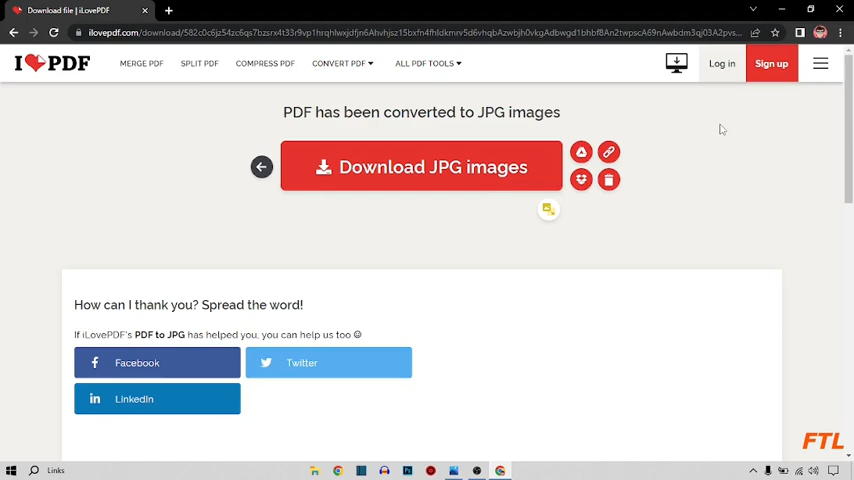 Download file | iLovePDF
ilovepdf.com/download/
I PDF
MERGE PDF
SPLIT PDF
COMPRESS PDF
CONVERT PDF
ALL PDF TOOLS
Log in
Sign up
PDF has been converted to JPG images
Download JPG images
How can I thank you? Spread the word!
If iLovePDF's PDF to JPG has helped you, you can help us too
Facebook
Twitter
LinkedIn
FTL
Links